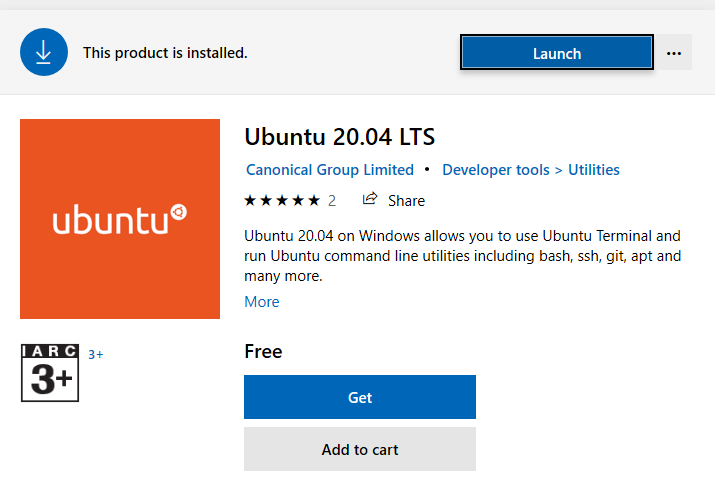 This product is installed.
Launch
...
ubuntu
Ubuntu 20.04 LTS
Canonical Group Limited • Developer tools > Utilities
★★★★★ 2 Share
Ubuntu 20.04 on Windows allows you to use Ubuntu Terminal and
run Ubuntu command line utilities including bash, ssh, git, apt and
many more.
More
IARC
3+
3+
Free
Get
Add to cart